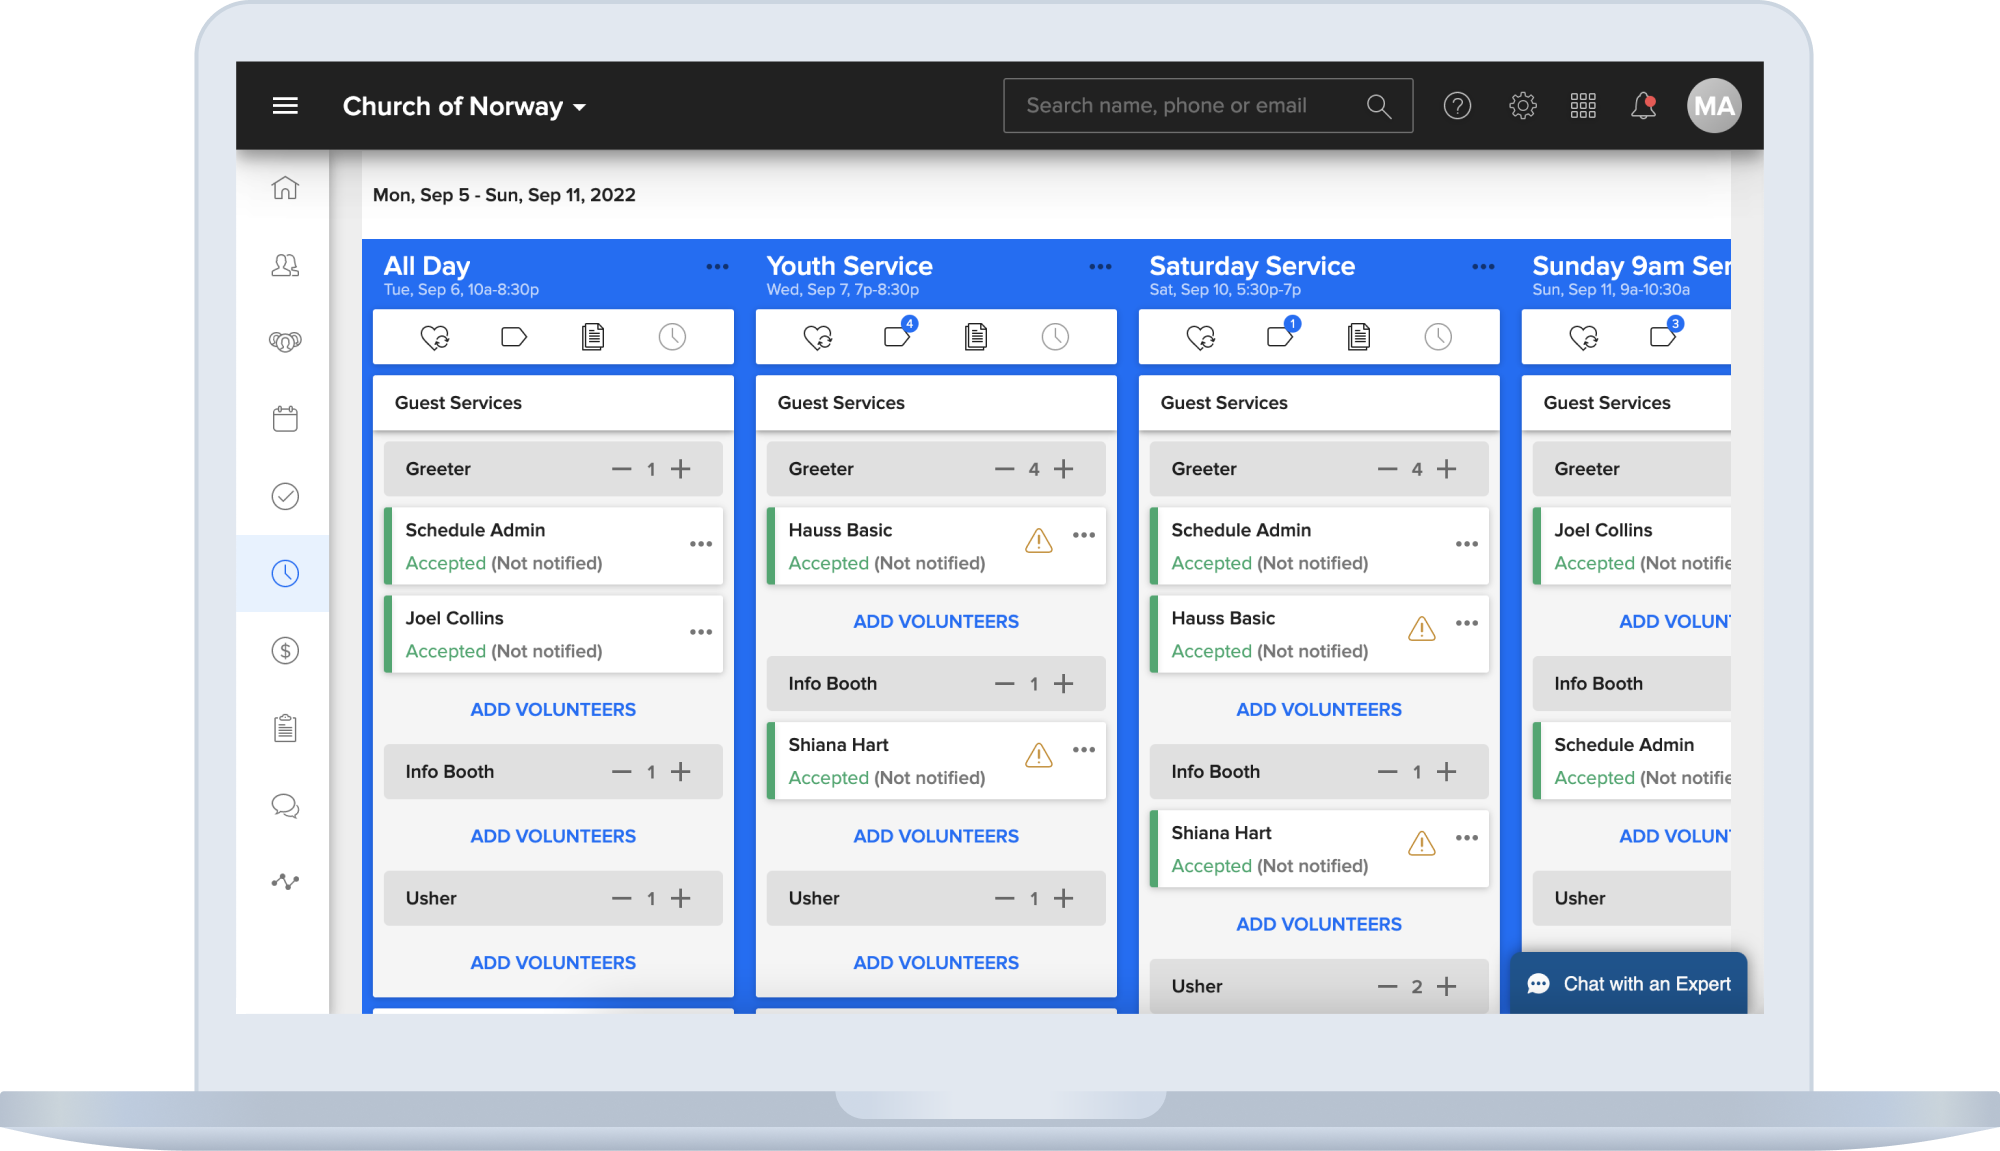 Church of Norway
Search name, phone or email
MA
Mon, Sep 5 - Sun, Sep 11, 2022
All Day
Tue, Sep 6, 10a-8:30p
Guest Services
Greeter
1
Schedule Admin
Accepted (Not notified)
Joel Collins
Accepted (Not notified)
ADD VOLUNTEERS
Info Booth
1
ADD VOLUNTEERS
Usher
1
ADD VOLUNTEERS
Youth Service
Wed, Sep 7, 7p-8:30p
4
Guest Services
Greeter
4
Hauss Basic
Accepted (Not notified)
ADD VOLUNTEERS
Info Booth
1
Shiana Hart
Accepted (Not notified)
ADD VOLUNTEERS
Usher
1
ADD VOLUNTEERS
Saturday Service
Sat, Sep 10, 5:30p-7p
1
Guest Services
Greeter
4
Schedule Admin
Accepted (Not notified)
Hauss Basic
Accepted (Not notified)
ADD VOLUNTEERS
Info Booth
1
Shiana Hart
Accepted (Not notified)
ADD VOLUNTEERS
Usher
2
Sunday 9am Ser
Sun, Sep 11, 9a-10:30a
3
Guest Services
Greeter
Joel Collins
Accepted (Not notifie
ADD VOLUN
Info Booth
Schedule Admin
Accepted (Not notifie
ADD VOLUN
Usher
Chat with an Expert